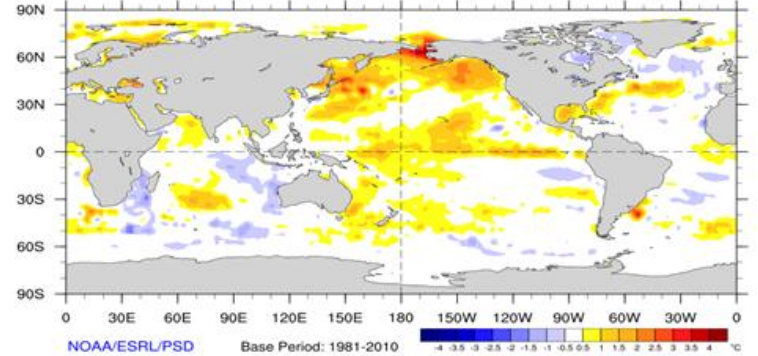 90N
60N
30N
0
30S
60S
90S
0 30E 60E 90E 120E 150E 180 150W 120W 90W 60W 30W 0
NOAA/ESRL/PSD Base Period: 1981-2010 °C
-4 -3.5 -3 -2.5 -2 -1.5 -1 -0.5 0.5 1 1.5 2 2.5 3 3.5 4